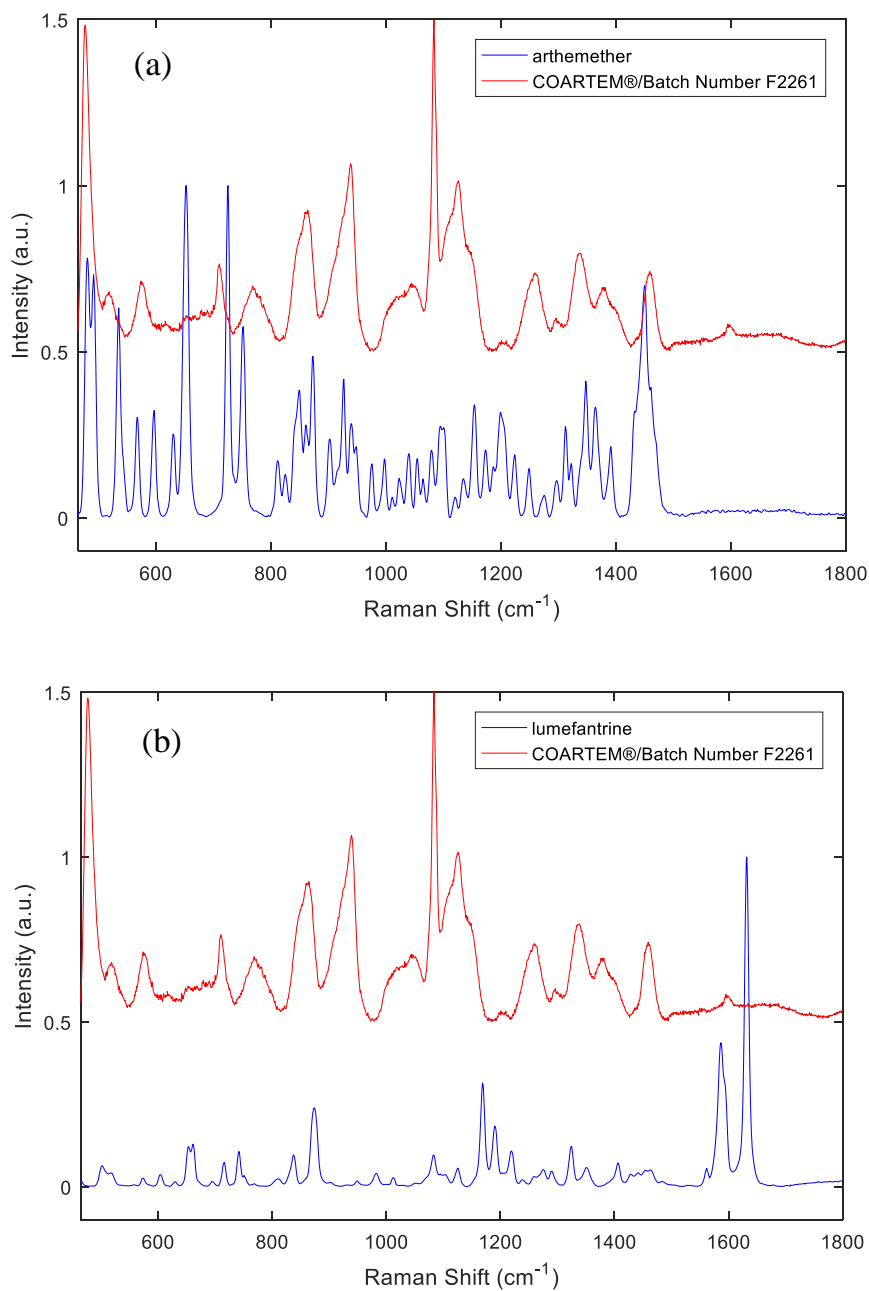 1.5
(a)
arthemether
COARTEM®/Batch Number F2261
1
Intensity (a.u.)
0.5
0
600 800 1000 1200 1400 1600 1800
Raman Shift (cm-1)
1.5
(b)
lumefantrine
COARTEM®/Batch Number F2261
1
Intensity (a.u.)
0.5
0
600 800 1000 1200 1400 1600 1800
Raman Shift (cm-1)